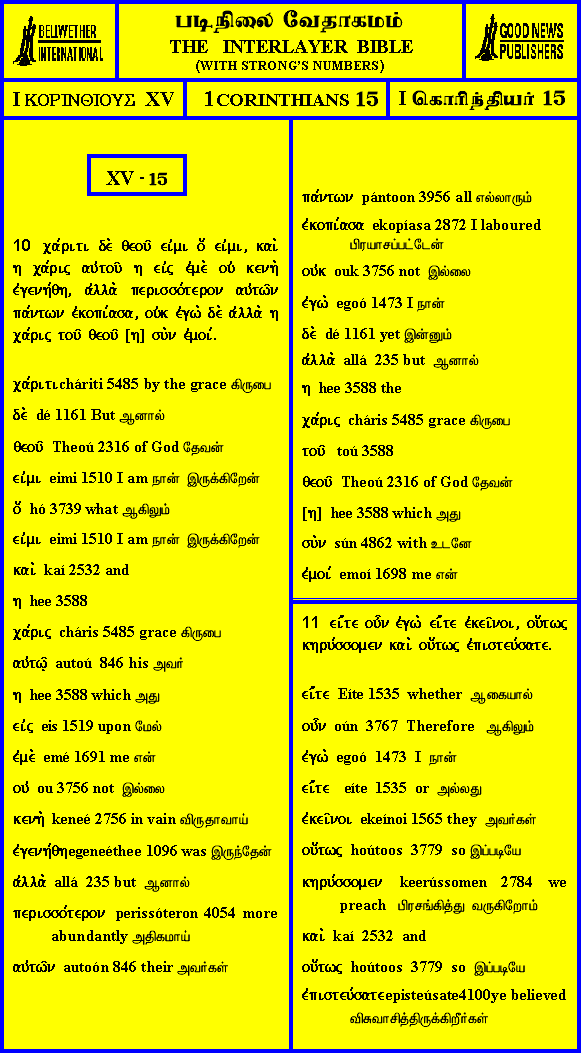 BELLWETHER
INTERNATIONAL
படிநிலை வேதாகமம்
THE INTERLAYER BIBLE
(WITH STRONG'S NUMBERS)
GOOD NEWS
PUBLISHERS
I ΚΟΡΙΝΘΙΟΥΣ XV
1 CORINTHIANS 15
I கொரிந்தியர் 15
XV - 15
10 χάριτι δὲ θεοῦ εἰμι ὅ εἰμι, καὶ
η χάρις αὐτοῦ η εἰς ἐμὲ οὐ κενὴ
ἐγενήθη, ἀλλὰ περισσότερον αὐτῶν
πάντων ἐκοπίασα, οὐκ ἐγὼ δὲ ἀλλὰ η
χάρις τοῦ θεοῦ [η] σὺν ἐμοί.
χάριτι cháriti 5485 by the grace கிருபை
δὲ dé 1161 But ஆனால்
θεοῦ Theoú 2316 of God தேவன்
εἰμι eimi 1510 I am நான் இருக்கிறேன்
ὅ hó 3739 what ஆகிலும்
εἰμι eimi 1510 I am நான் இருக்கிறேன்
καὶ kaí 2532 and
η hee 3588
χάρις cháris 5485 grace கிருபை
αὐτῷ autoú 846 his அவர்
η hee 3588 which அது
εἰς eis 1519 upon மேல்
ἐμὲ emé 1691 me என்
οὐ ou 3756 not இல்லை
κενὴ keneé 2756 in vain விருதாவாய்
ἐγενήθη egeneéthee 1096 was இருந்தேன்
ἀλλὰ allá 235 but ஆனால்
περισσότερον perissóteron 4054 more
abundantly அதிகமாய்
αὐτῶν autoón 846 their அவர்கள்
πάντων pántoon 3956 all எல்லாரும்
ἐκοπίασα ekopíasa 2872 I laboured
பிரயாசப்பட்டேன்
οὐκ ouk 3756 not இல்லை
ἐγὼ egoó 1473 I நான்
δὲ dé 1161 yet இன்னும்
ἀλλὰ allá 235 but ஆனால்
η hee 3588 the
χάρις cháris 5485 grace கிருபை
τοῦ toú 3588
θεοῦ Theoú 2316 of God தேவன்
[η] hee 3588 which அது
σὺν sún 4862 with உடனே
ἐμοί emoí 1698 me என்
11 εἴτε οὖν ἐγὼ εἴτε ἐκεῖνοι, οὕτως
κηρύσσομεν καὶ οὕτως ἐπιστεύσατε.
εἴτε Eíte 1535 whether ஆகையால்
οὖν oún 3767 Therefore ஆகிலும்
ἐγὼ egoó 1473 I நான்
εἴτε eíte 1535 or அல்லது
ἐκεῖνοι ekeínoi 1565 they அவர்கள்
οὕτως hoútoos 3779 so இப்படியே
κηρύσσομεν keerússomen 2784 we
preach பிரசங்கித்து வருகிறோம்
καὶ kaí 2532 and
οὕτως hoútoos 3779 so இப்படியே
ἐπιστεύσατε episteúsate4100ye believed
விசுவாசித்திருக்கிறீர்கள்